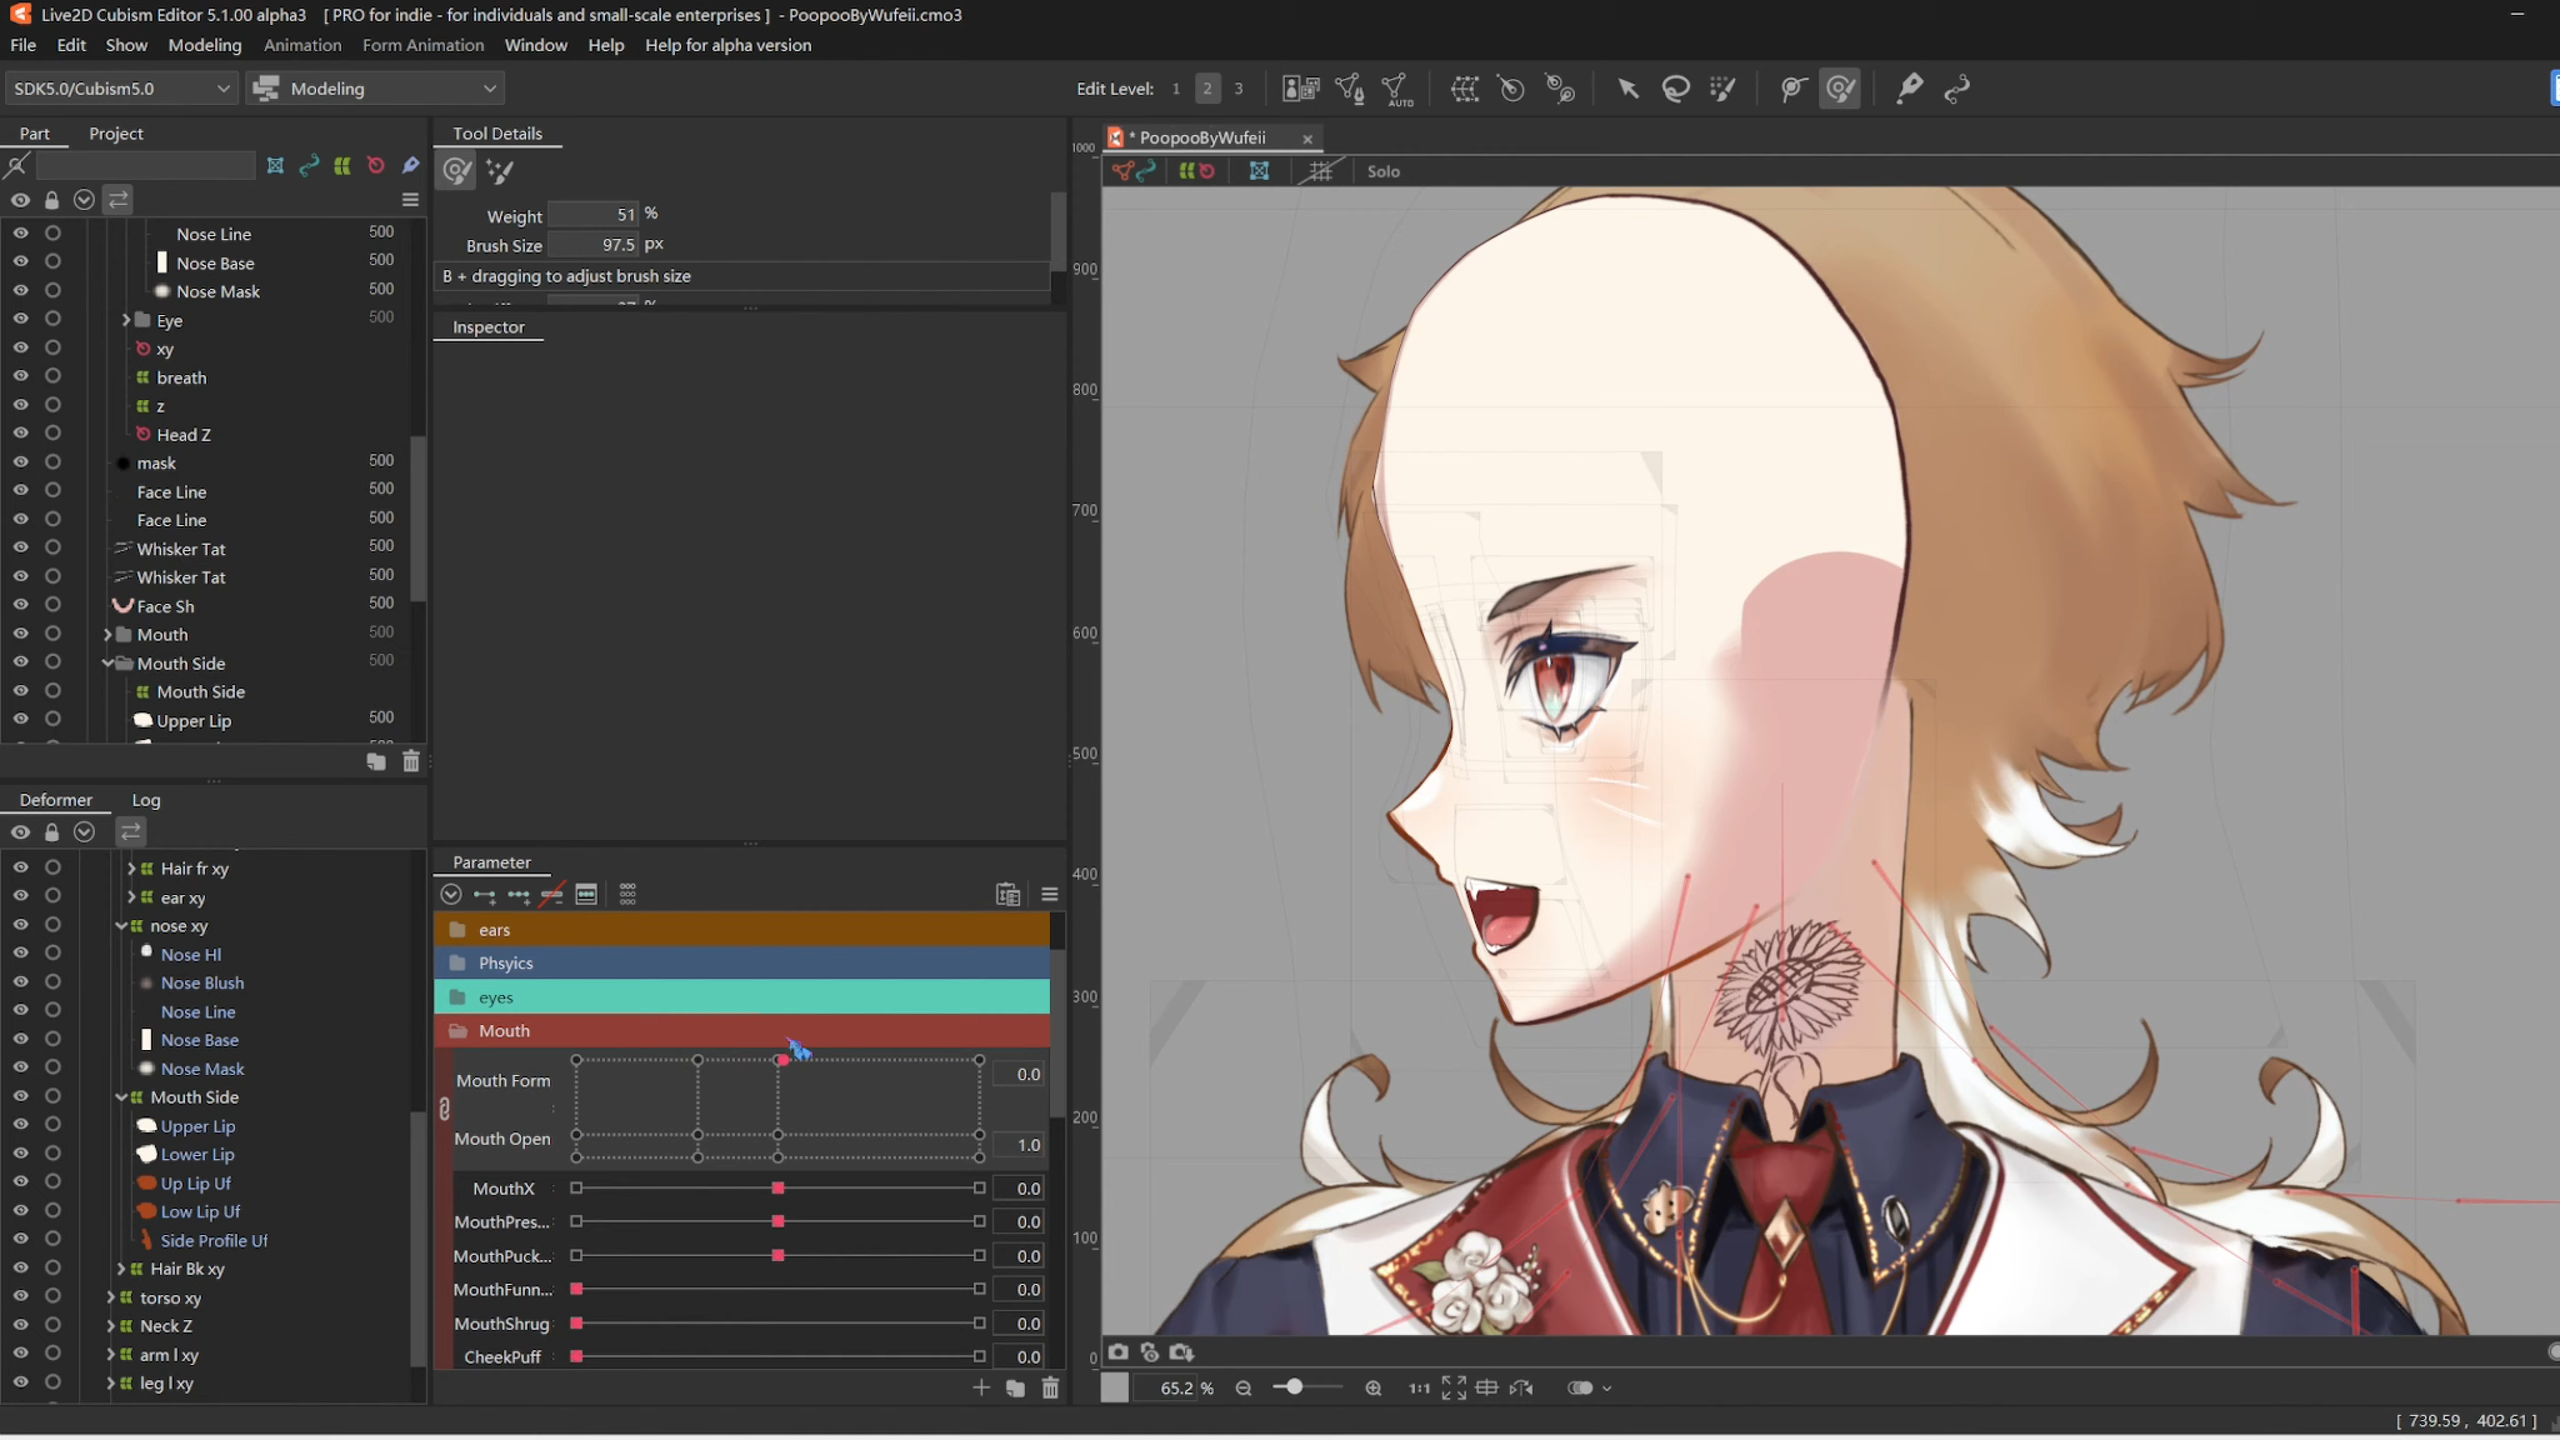 Live2D Cubism Editor 5.1.00 alpha3 [ PRO for indie - for individuals and small-scale enterprises ] - PoopooByWufeii.cmo3
File Edit Show Modeling Animation Form Animation Window Help Help for alpha version
SDK5.0/Cubism5.0 Modeling Edit Level: 1 2 3 AUTO
Part Project
Nose Line 500
Nose Base 500
Nose Mask 500
Eye 500
xy
breath
z
Head Z
mask 500
Face Line 500
Face Line 500
Whisker Tat 500
Whisker Tat 500
Face Sh 500
Mouth 500
Mouth Side 500
Mouth Side
Upper Lip 500
Deformer Log
Hair fr xy
ear xy
nose xy
Nose Hl
Nose Blush
Nose Line
Nose Base
Nose Mask
Mouth Side
Upper Lip
Lower Lip
Up Lip Uf
Low Lip Uf
Side Profile Uf
Hair Bk xy
torso xy
Neck Z
arm l xy
leg l xy
Tool Details
Weight 51 %
Brush Size 97.5 px
B + dragging to adjust brush size
Inspector
Parameter
ears
Phsyics
eyes
Mouth
Mouth Form 0.0
:
Mouth Open 1.0
MouthX : 0.0
MouthPres...: 0.0
MouthPuck...: 0.0
MouthFunn...: 0.0
MouthShrug: 0.0
CheekPuff : 0.0
* PoopooByWufeii
Solo
1000
900
800
700
600
500
400
300
200
100
0
65.2 % 1:1
[ 739.59 , 402.61 ]